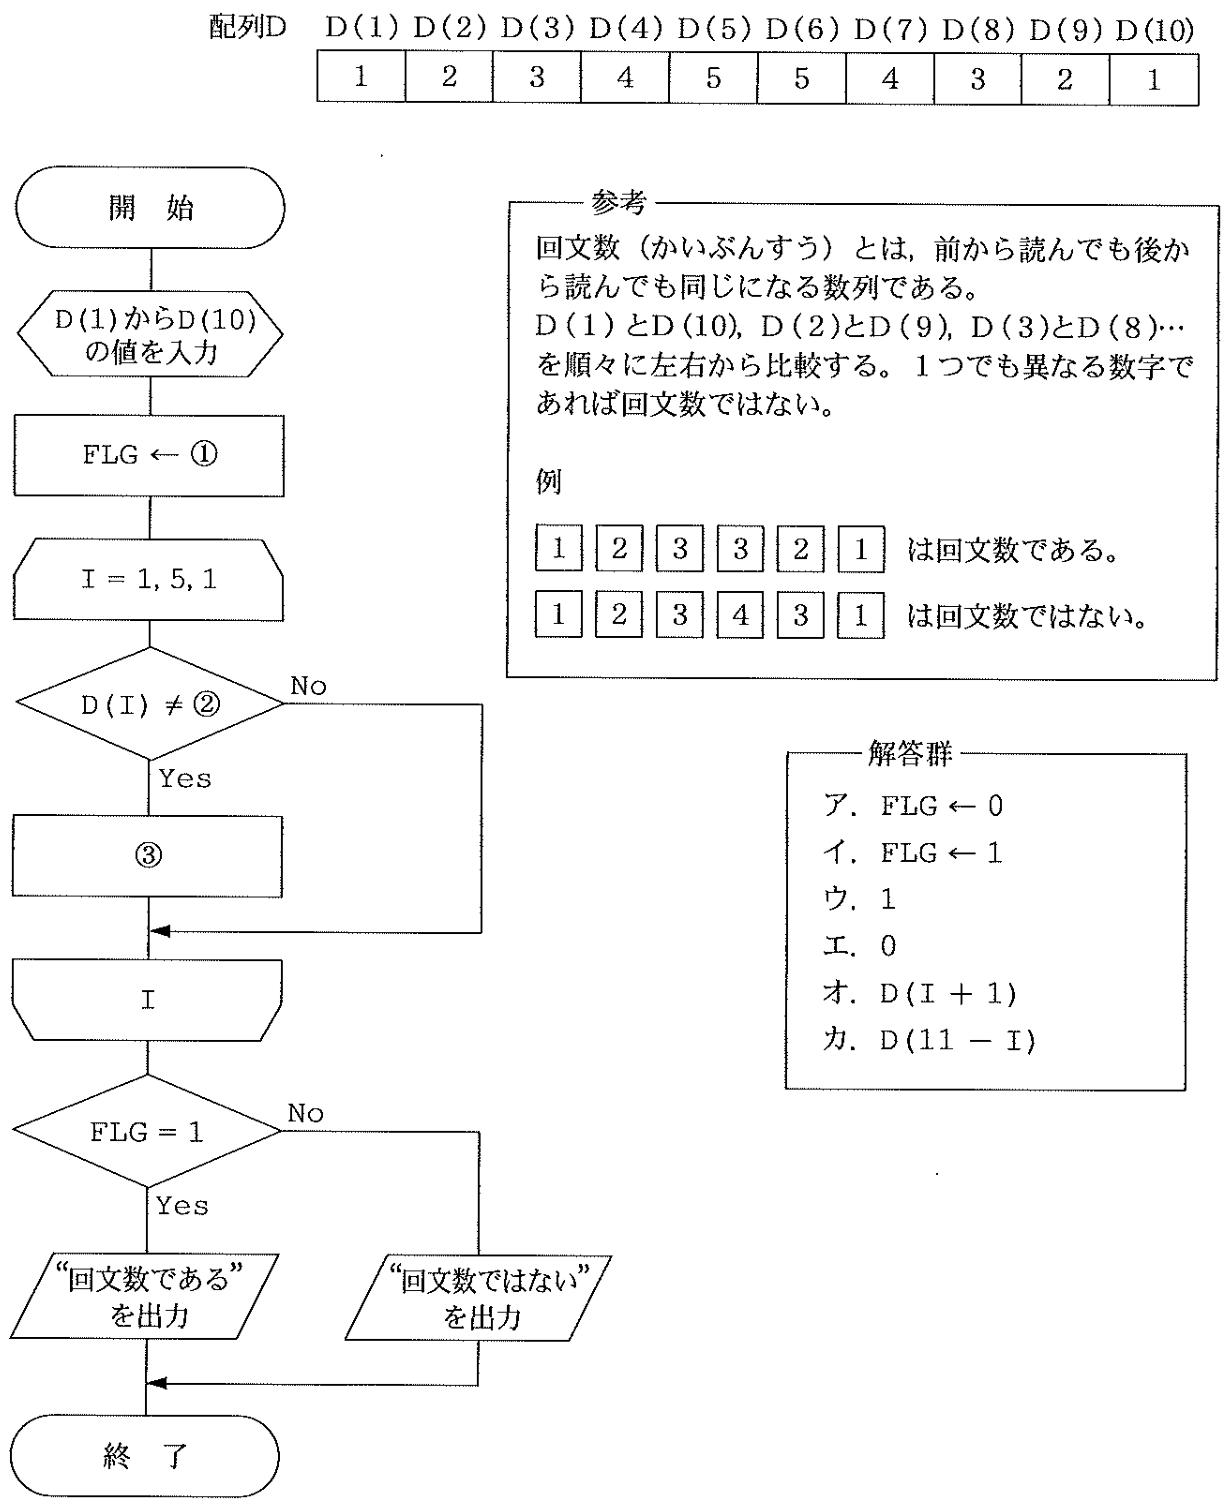 配列D D(1) D(2) D(3) D(4) D(5) D(6) D(7) D(8) D(9) D(10)
1 2 3 4 5 5 4 3 2 1
開 始
D(1)からD(10)
の値を入力
FLG ← ①
I = 1, 5, 1
D(I) ≠ ②
No
Yes
③
I
FLG = 1
No
Yes
“回文数である”
を出力
“回文数ではない”
を出力
終 了
参考
回文数（かいぶんすう）とは，前から読んでも後か
ら読んでも同じになる数列である。
D(1)とD(10)，D(2)とD(9)，D(3)とD(8)…
を順々に左右から比較する。1つでも異なる数字で
あれば回文数ではない。
例
1 2 3 3 2 1 は回文数である。
1 2 3 4 3 1 は回文数ではない。
解答群
ア．FLG ← 0
イ．FLG ← 1
ウ．1
エ．0
オ．D(I + 1)
カ．D(11 － I)